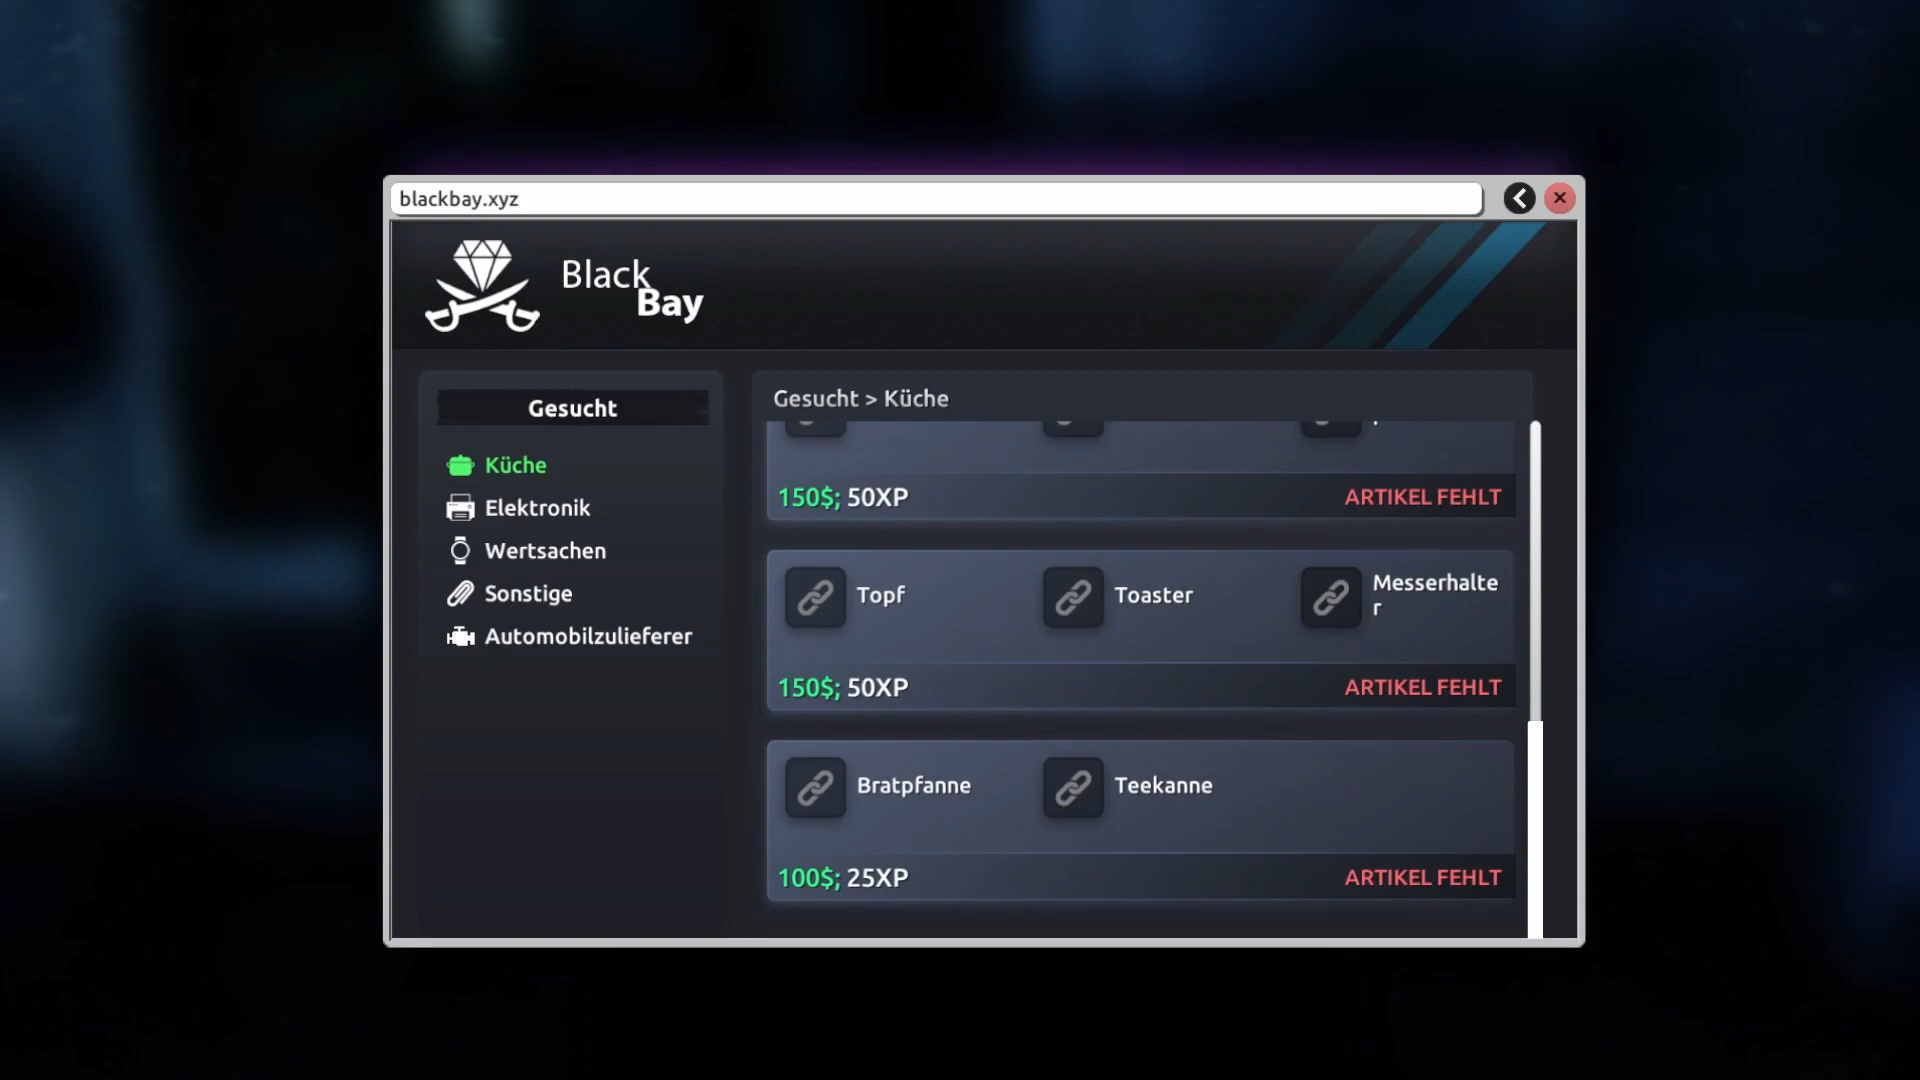 blackbay.xyz
Black
Bay
Gesucht
Küche
Elektronik
Wertsachen
Sonstige
Automobilzulieferer
Gesucht > Küche
150$; 50XP
ARTIKEL FEHLT
Topf
Toaster
Messerhalte
r
150$; 50XP
ARTIKEL FEHLT
Bratpfanne
Teekanne
100$; 25XP
ARTIKEL FEHLT